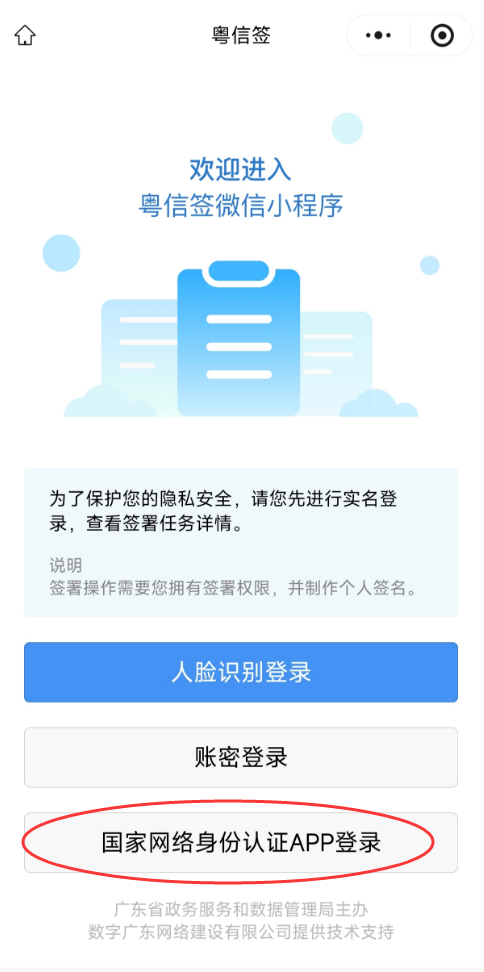 粤信签
欢迎进入
粤信签微信小程序
为了保护您的隐私安全，请您先进行实名登
录，查看签署任务详情。
说明
签署操作需要您拥有签署权限，并制作个人签名。
人脸识别登录
账密登录
国家网络身份认证APP登录
广东省政务服务和数据管理局主办
数字广东网络建设有限公司提供技术支持